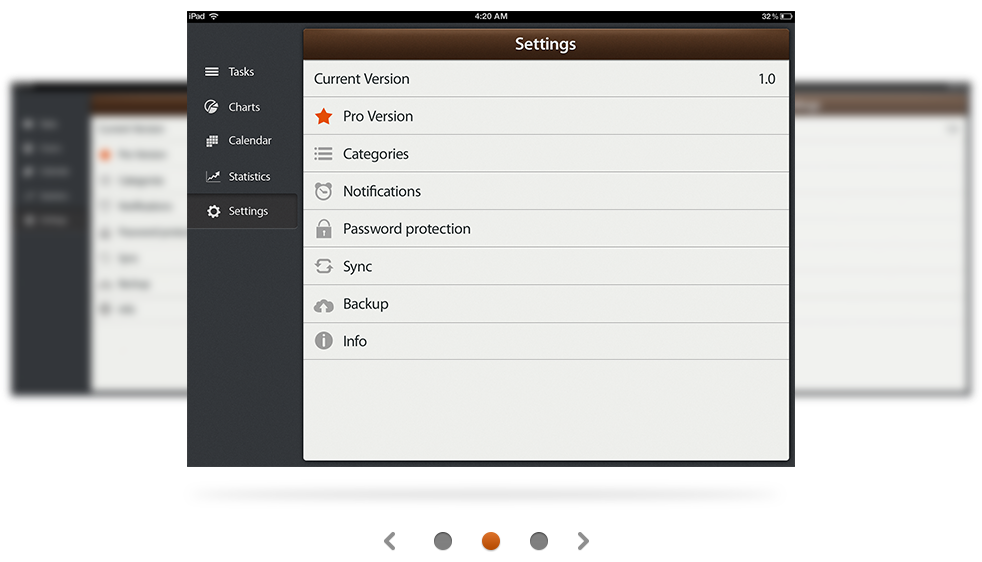 iPad 4:20 AM 32%
Settings
Tasks
Charts
Calendar
Statistics
Settings
Current Version 1.0
Pro Version
Categories
Notifications
Password protection
Sync
Backup
Info